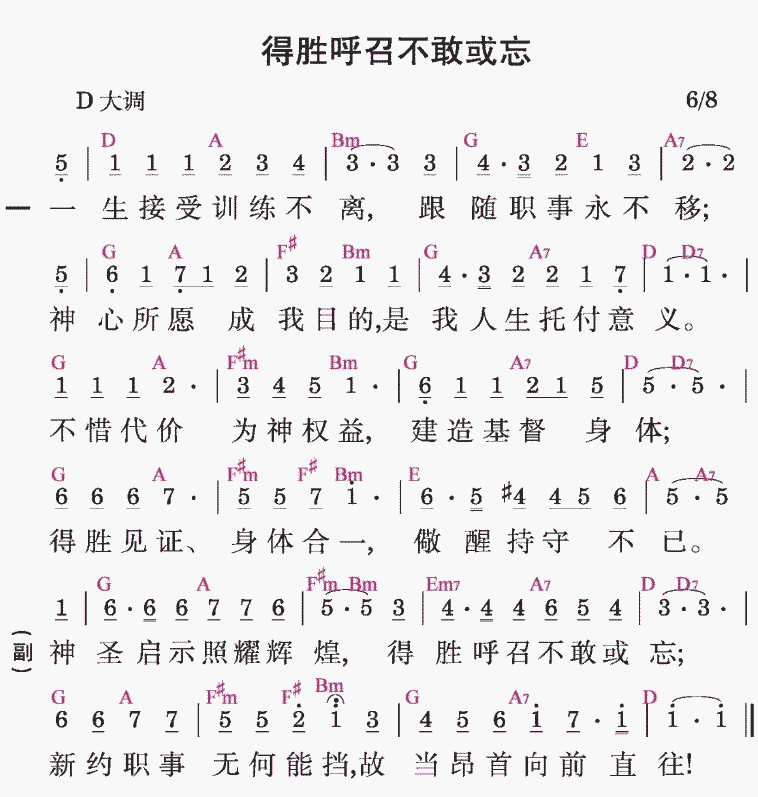 得胜呼召不敢或忘
D 大调 6/8
D A Bm G E A7
5 | 1 1 1 2 3 4 | 3 · 3 3 | 4 · 3 2 1 3 | 2 · 2
一 一 生接受训练不 离, 跟 随职事永不 移;
G A F♯ Bm G A7 D D7
5 | 6 1 7 1 2 | 3 2 1 1 | 4 · 3 2 2 1 7 | 1 · 1 · |
神 心所愿 成 我目的,是 我人生托付意 义。
G A F♯m Bm G A7 D D7
1 1 1 2 · | 3 4 5 1 · | 6 1 1 2 1 5 | 5 · 5 · |
不惜代价 为神权益, 建造基督 身 体;
G A F♯m F♯ Bm E A A7
6 6 6 7 · | 5 5 7 1 · | 6 · 5 ♯4 4 5 6 | 5 · 5
得胜见证、 身体合一, 儆 醒持守 不 已。
G A F♯m Bm Em7 A7 D D7
1 | 6 · 6 6 7 7 6 | 5 · 5 3 | 4 · 4 4 6 5 4 | 3 · 3 · |
(副) 神 圣启示照耀辉 煌, 得 胜呼召不敢或 忘;
G A F♯m F♯ Bm G A7 D
6 6 7 7 | 5 5 2 1 3 | 4 5 6 1 7 · 1 | 1 · 1 ‖
新约职事 无何能挡,故 当昂首向前 直 往!